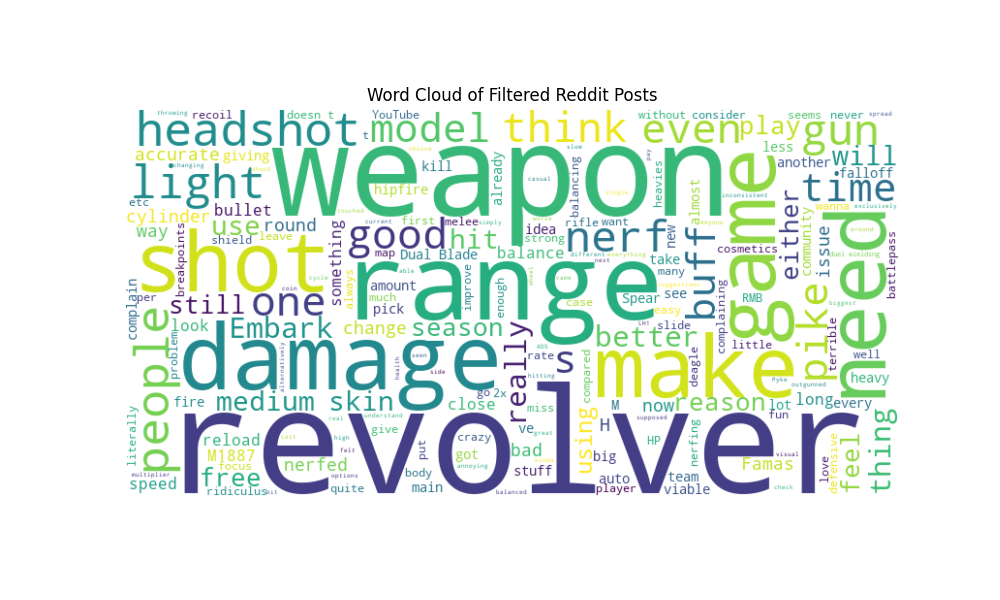 Word Cloud of Filtered Reddit Posts
throwing recoil doesn t YouTube without consider seems never spread
headshot t model think even play gun
accurate giving changing choice slow pay less another will
weapon
light kill already casual balancing heavies falloff
etc hipfire single almost game inconsistent time
cylinder bullet touched current first melee idea rifle want new anyone wanna exclusively
way use round something good simply strong nerf buff cosmetics either community issue around need
shot shield leave map Dual Blade hit balance different everything take duel wielding battlepass
breakpoints cycle able next many suggestions
complain super coin always amount much range improve enough wheel came case Spear see RMB pike biggest
still one pick easy terrible
people look Embark change season really LMG slide better complaining little
problem damage ADS s rate make deagle Pyke outgunned well
alternatively health seen side hitting compared heavy
fire medium skin close go 2x miss using M now reason lot fun long every
literally real understand great H supposed thing
reload Last high give crazy ve HP nerfing
revolver
M1887 felt put got bad big Famas visual feel love defensive
multiplier focus nerfed annoying kinda team
speed free options body stuff auto viable check
ridiculus bit quite main balanced player